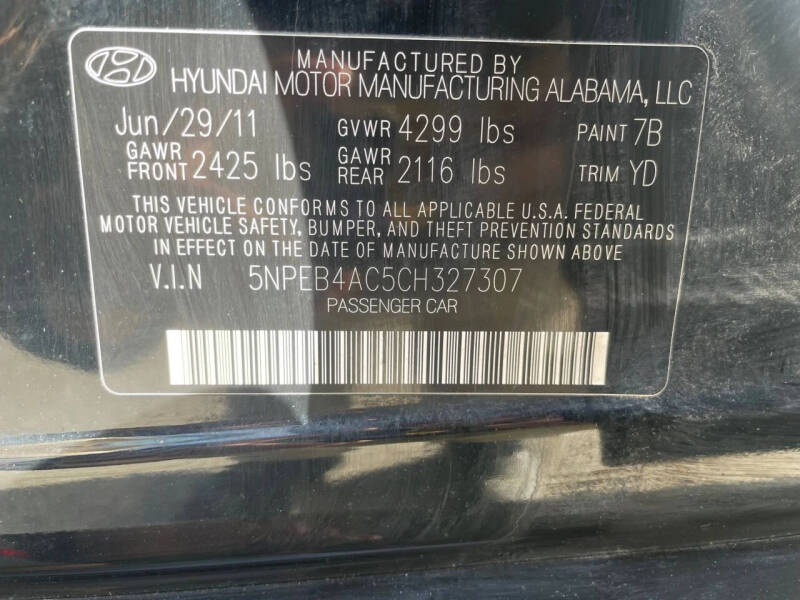 MANUFACTURED BY
HYUNDAI MOTOR MANUFACTURING ALABAMA, LLC
Jun/29/11 GVWR 4299 lbs PAINT 7B
GAWR FRONT 2425 lbs GAWR REAR 2116 lbs TRIM YD
THIS VEHICLE CONFORMS TO ALL APPLICABLE U.S.A. FEDERAL
MOTOR VEHICLE SAFETY, BUMPER, AND THEFT PREVENTION STANDARDS
IN EFFECT ON THE DATE OF MANUFACTURE SHOWN ABOVE
V.I.N 5NPEB4AC5CH327307
PASSENGER CAR